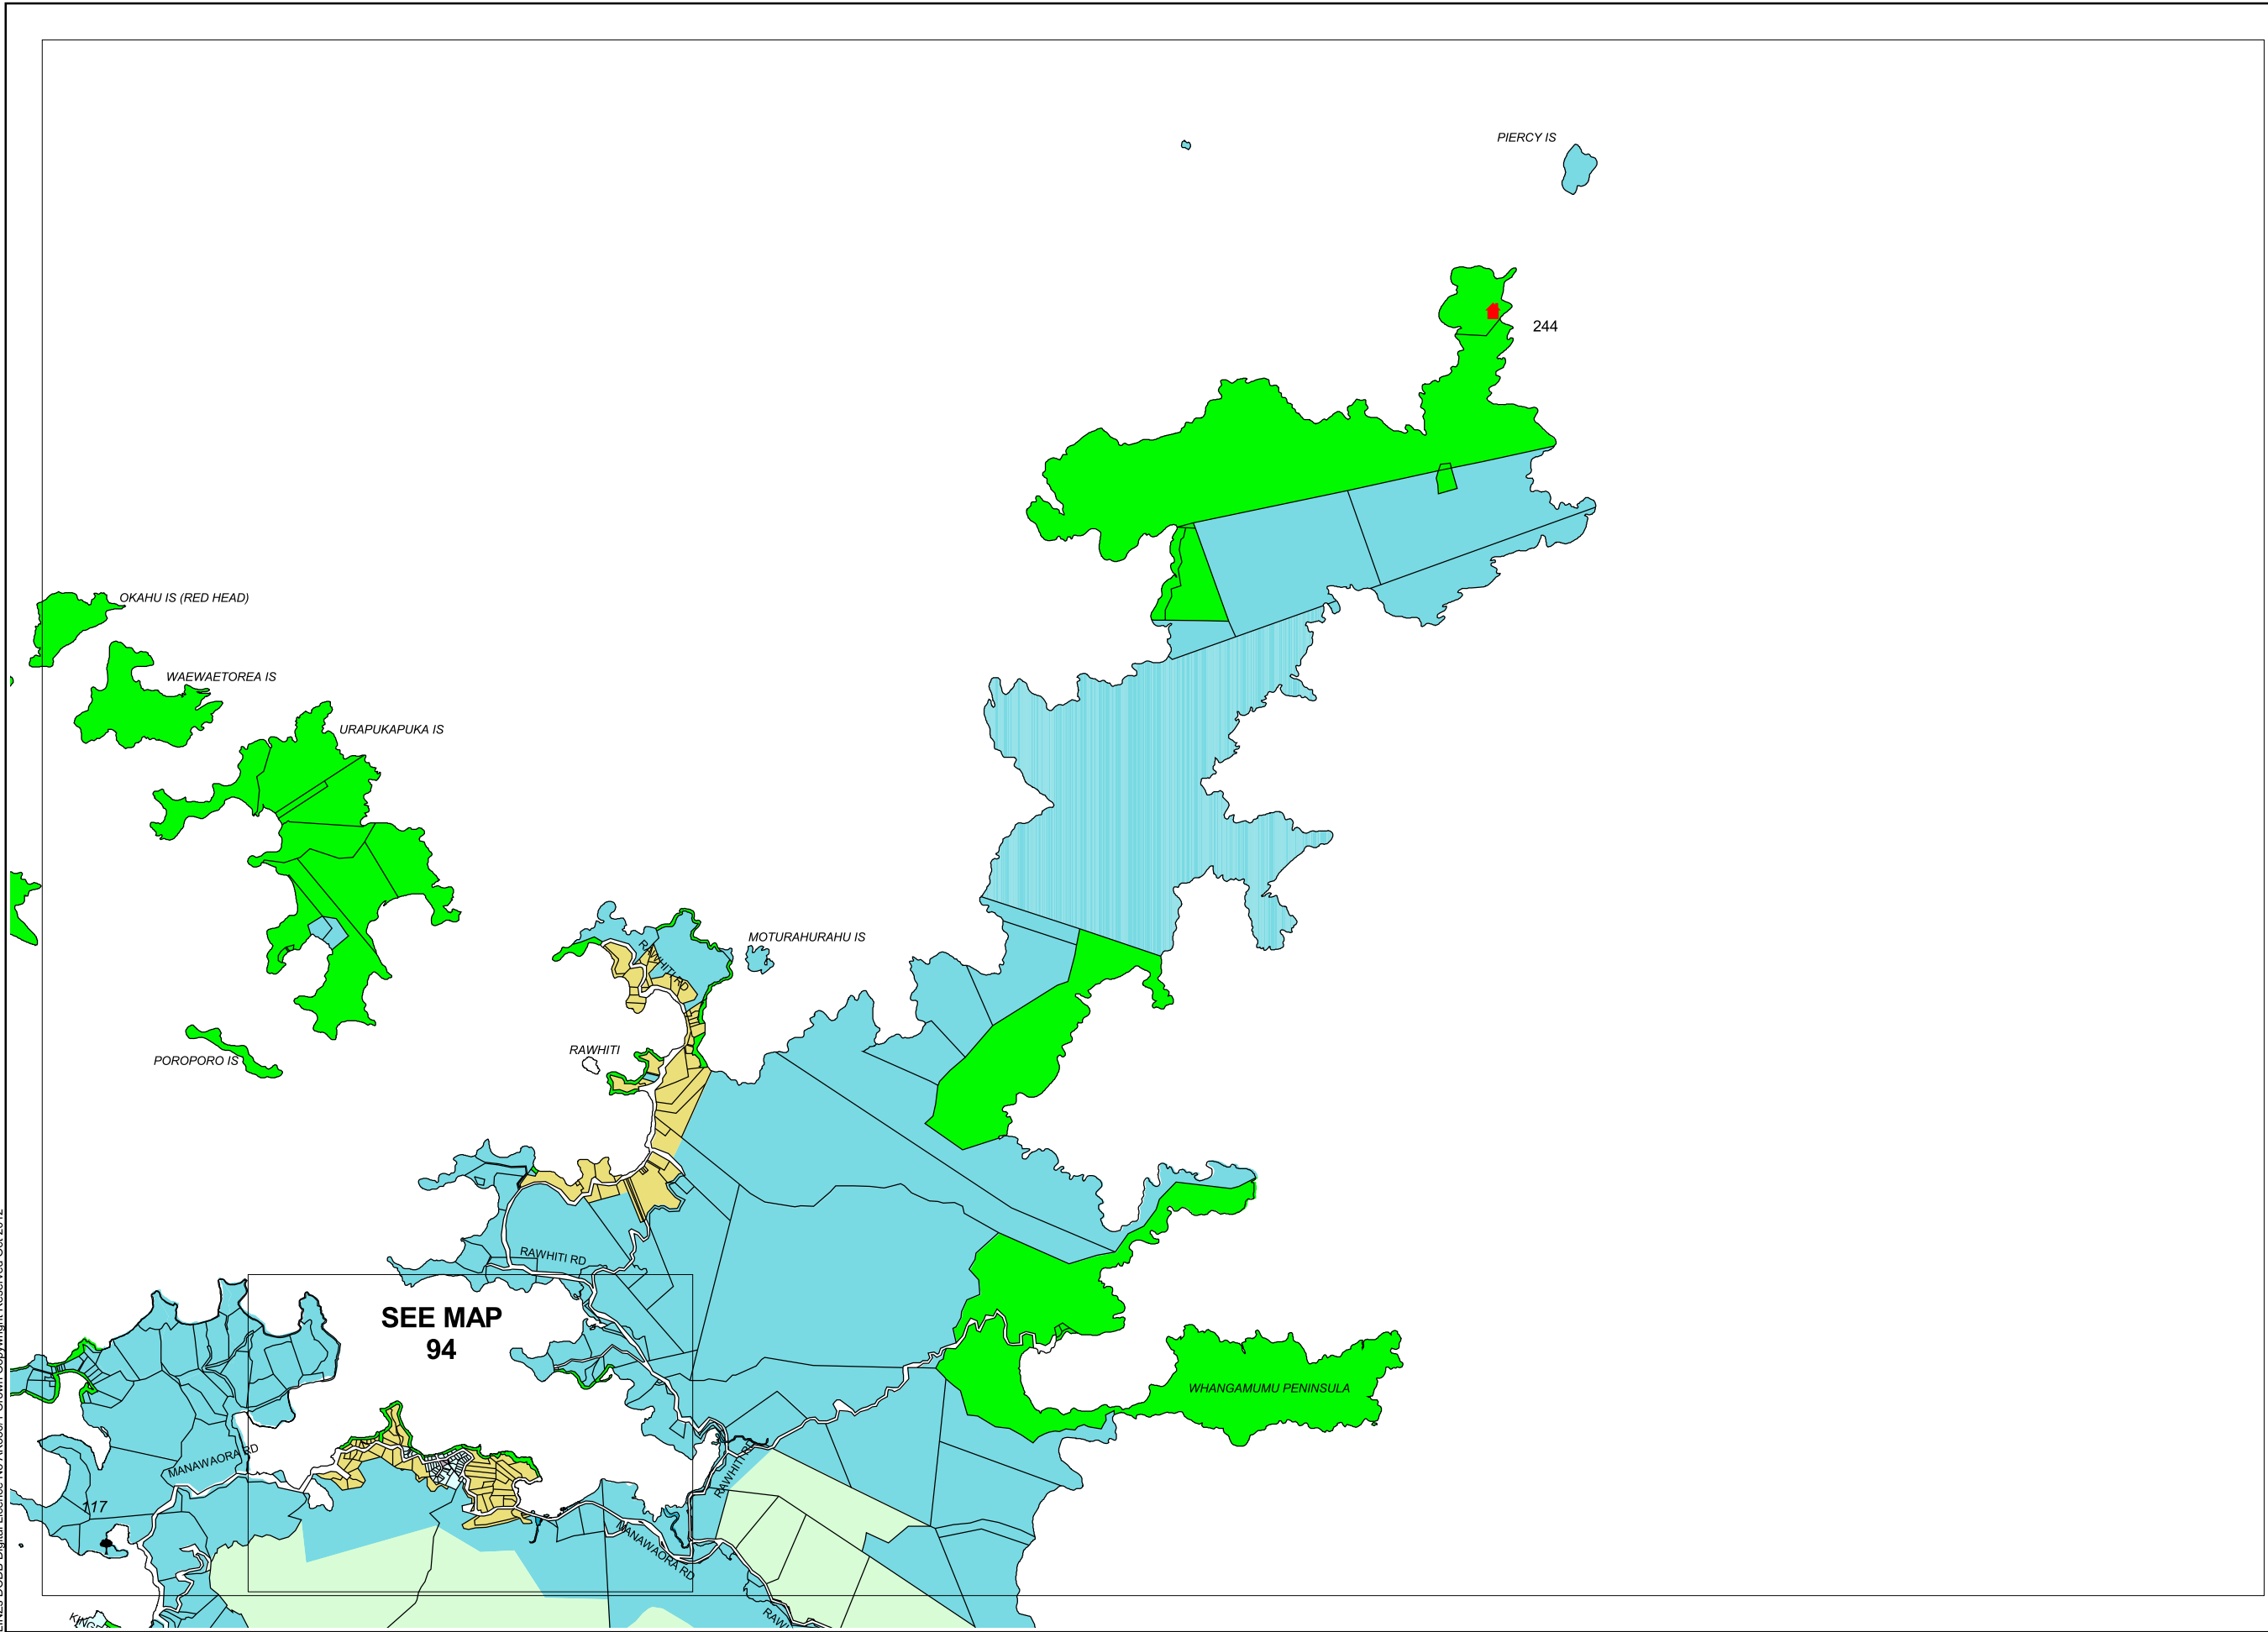 PIERCY IS
244
OKAHU IS (RED HEAD)
WAEWAETOREA IS
URAPUKAPUKA IS
MOTURAHURAHU IS
RAWHITI RD
RAWHITI
POROPORO IS
RAWHITI RD
SEE MAP
94
WHANGAMUMU PENINSULA
MANAWAORA RD
RAWHITI RD
117
MANAWAORA RD